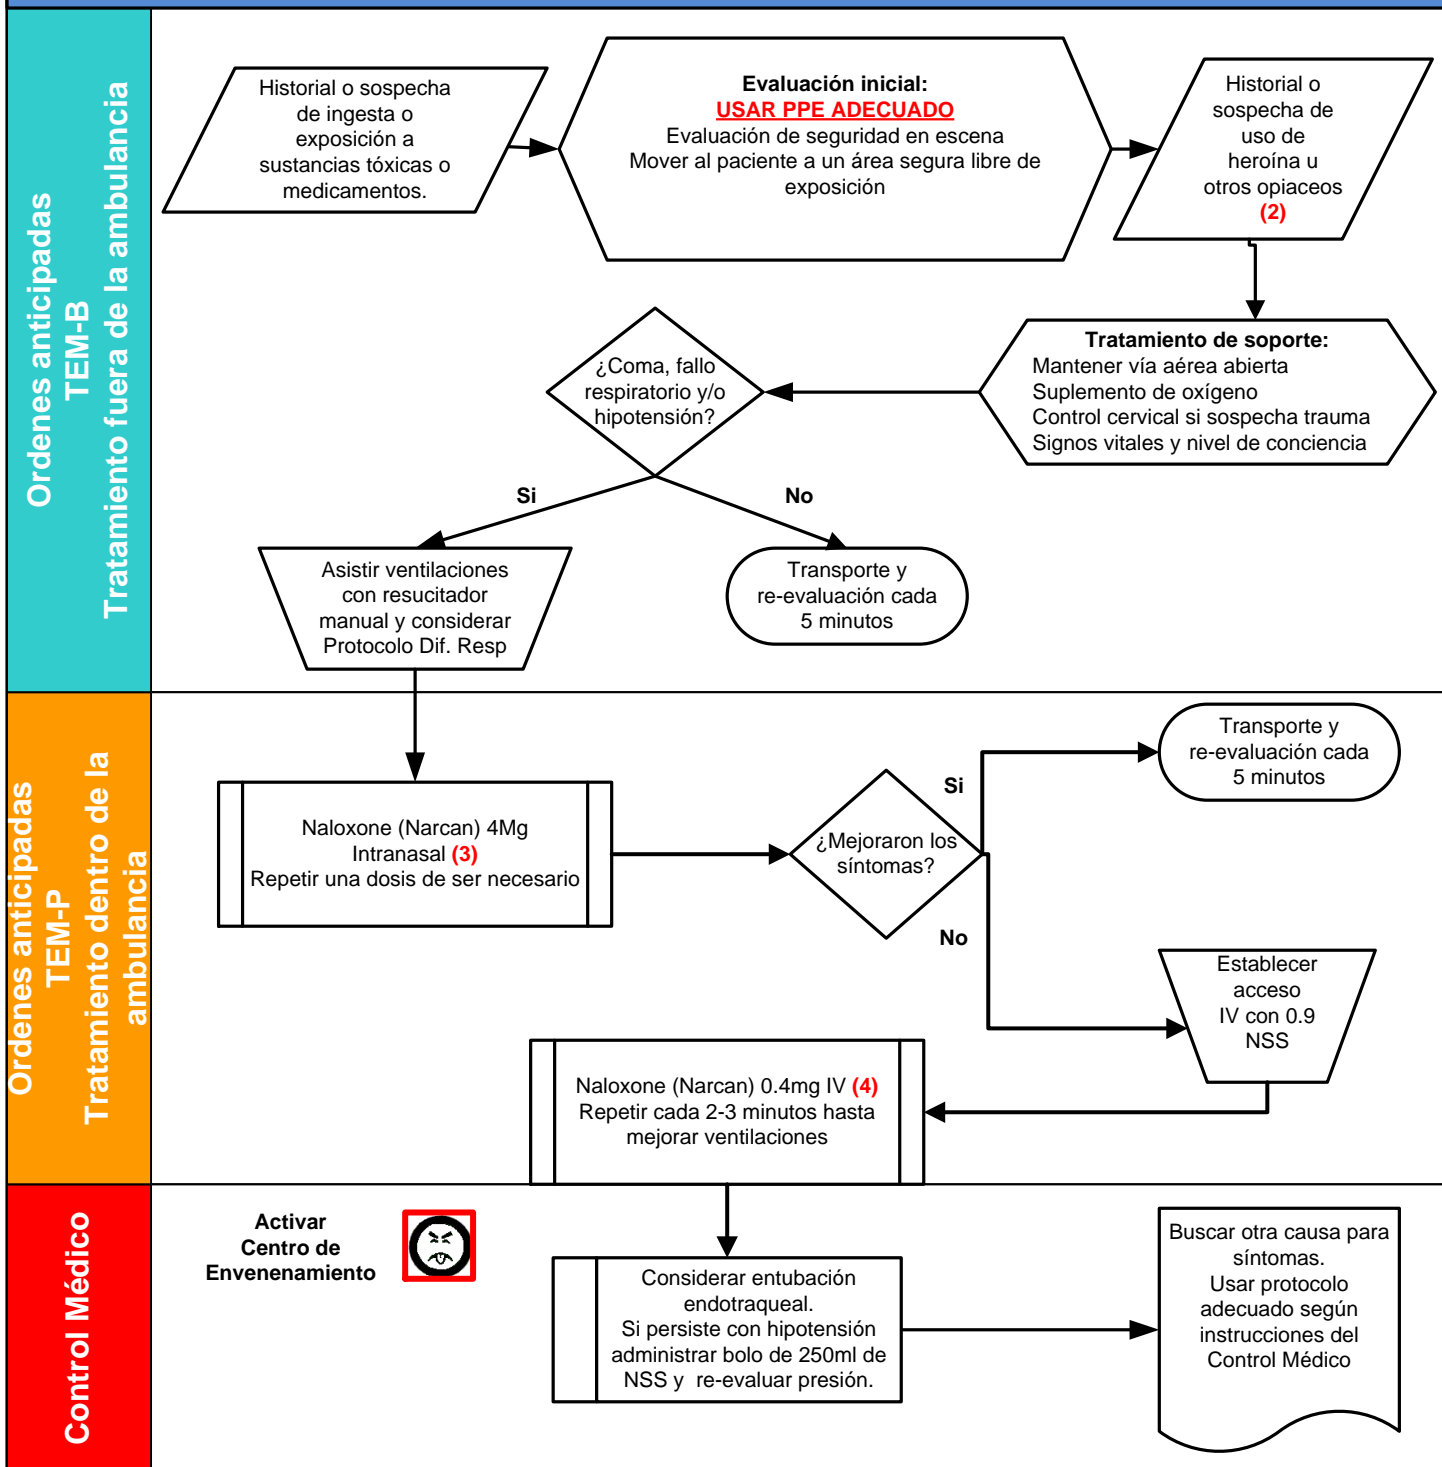 Ordenes anticipadas
TEM-B
Tratamiento fuera de la ambulancia
Historial o sospecha
de ingesta o
exposición a
sustancias tóxicas o
medicamentos.
Evaluación inicial:
USAR PPE ADECUADO
Evaluación de seguridad en escena
Mover al paciente a un área segura libre de
exposición
Historial o
sospecha de
uso de
heroína u
otros opiaceos
(2)
Tratamiento de soporte:
Mantener vía aérea abierta
Suplemento de oxígeno
Control cervical si sospecha trauma
Signos vitales y nivel de conciencia
¿Coma, fallo
respiratorio y/o
hipotensión?
Si
No
Asistir ventilaciones
con resucitador
manual y considerar
Protocolo Dif. Resp
Transporte y
re-evaluación cada
5 minutos
Ordenes anticipadas
TEM-P
Tratamiento dentro de la
ambulancia
Naloxone (Narcan) 4Mg
Intranasal (3)
Repetir una dosis de ser necesario
¿Mejoraron los
síntomas?
Si
No
Transporte y
re-evaluación cada
5 minutos
Establecer
acceso
IV con 0.9
NSS
Naloxone (Narcan) 0.4mg IV (4)
Repetir cada 2-3 minutos hasta
mejorar ventilaciones
Control Médico
Activar
Centro de
Envenenamiento
Considerar entubación
endotraqueal.
Si persiste con hipotensión
administrar bolo de 250ml de
NSS y  re-evaluar presión.
Buscar otra causa para
síntomas.
Usar protocolo
adecuado según
instrucciones del
Control Médico